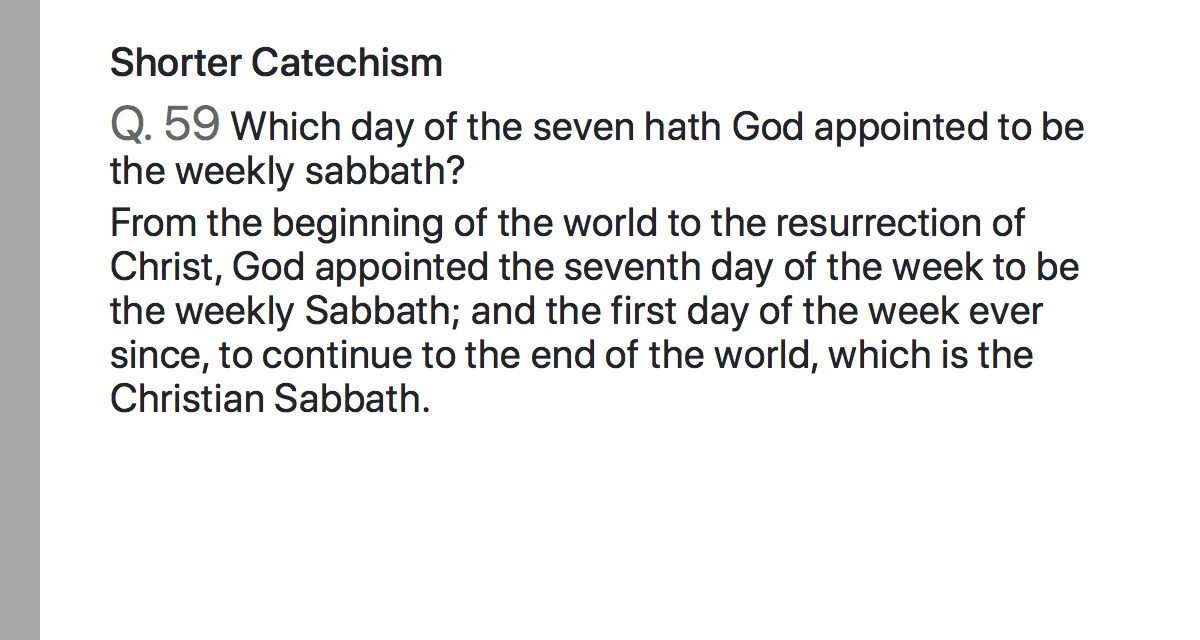 Shorter Catechism
Q. 59 Which day of the seven hath God appointed to be
the weekly sabbath?
From the beginning of the world to the resurrection of
Christ, God appointed the seventh day of the week to be
the weekly Sabbath; and the first day of the week ever
since, to continue to the end of the world, which is the
Christian Sabbath.